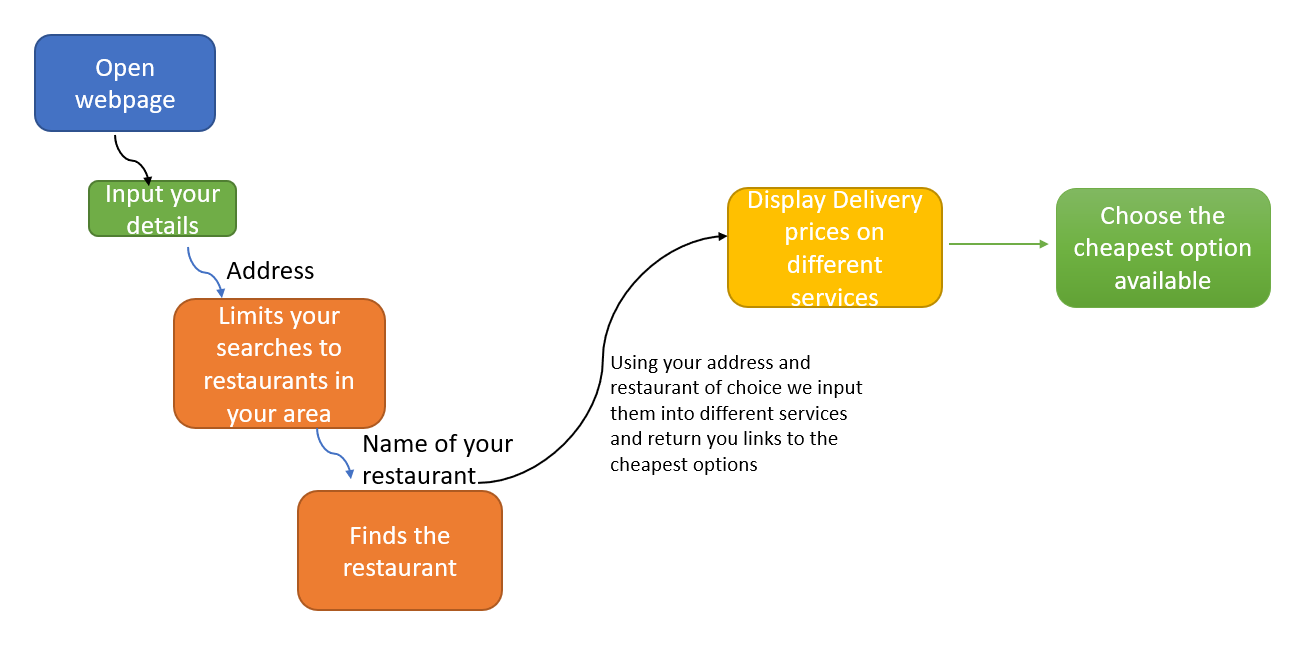 Open
webpage
Input your
details
Address
Limits your
searches to
restaurants in
your area
Name of your
restaurant
Finds the
restaurant
Using your address and
restaurant of choice we input
them into different services
and return you links to the
cheapest options
Display Delivery
prices on
different
services
Choose the
cheapest option
available